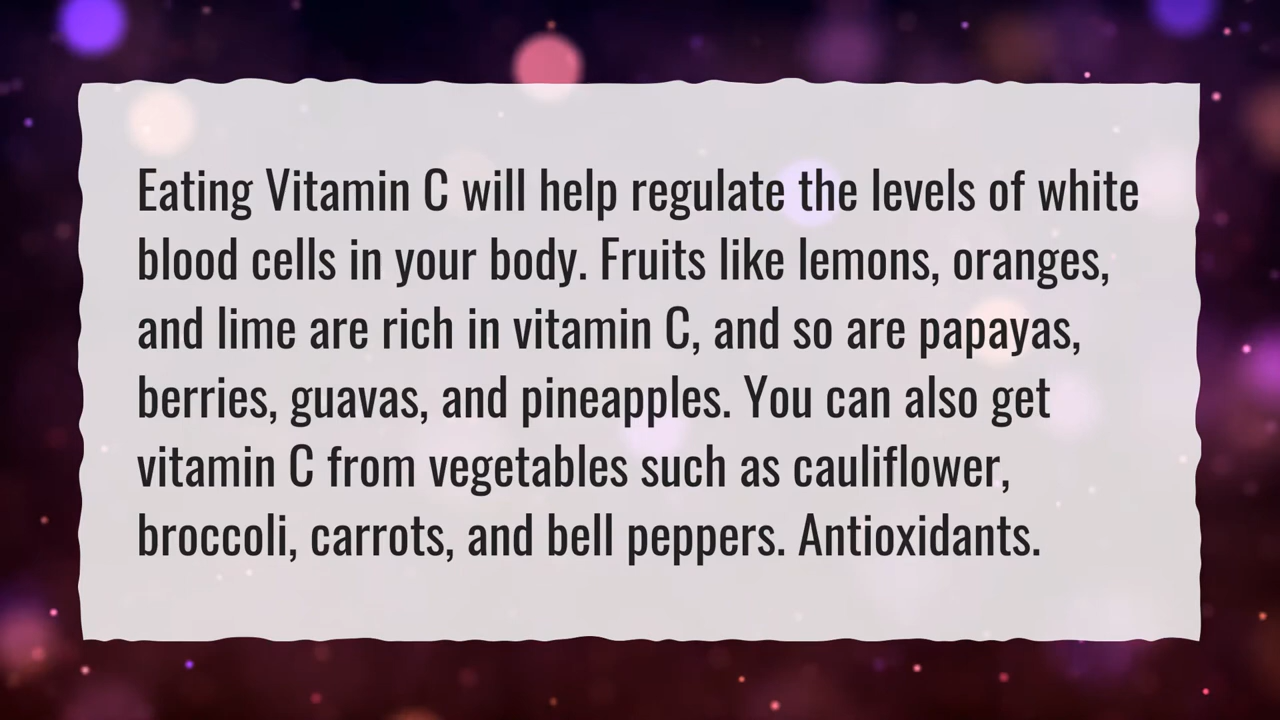 Eating Vitamin C will help regulate the levels of white
blood cells in your body. Fruits like lemons, oranges,
and lime are rich in vitamin C, and so are papayas,
berries, guavas, and pineapples. You can also get
vitamin C from vegetables such as cauliflower,
broccoli, carrots, and bell peppers. Antioxidants.